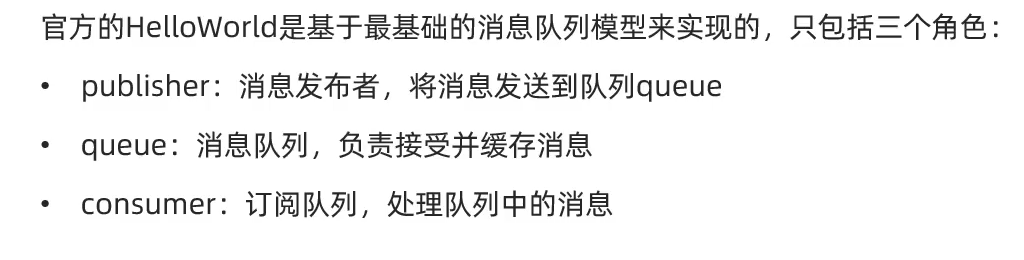 官方的HelloWorld是基于最基础的消息队列模型来实现的，只包括三个角色：
• publisher：消息发布者，将消息发送到队列queue
• queue：消息队列，负责接受并缓存消息
• consumer：订阅队列，处理队列中的消息